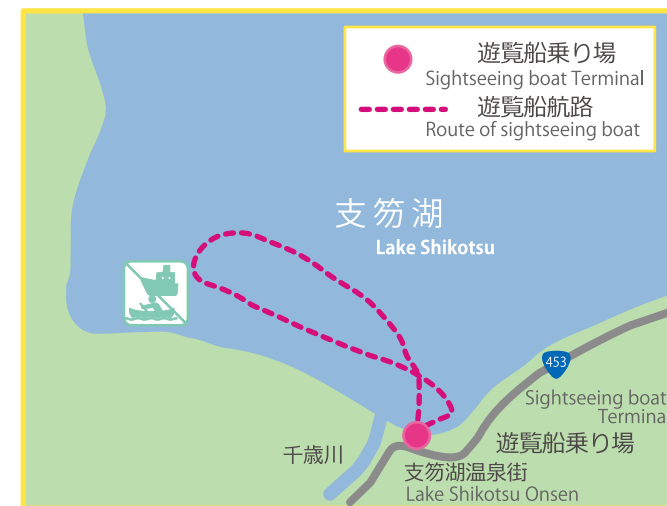 遊覧船乗り場
Sightseeing boat Terminal
遊覧船航路
Route of sightseeing boat
支笏湖
Lake Shikotsu
453
Sightseeing boat
Termina
遊覧船乗り場
千歳川
支笏湖温泉街
Lake Shikotsu Onsen